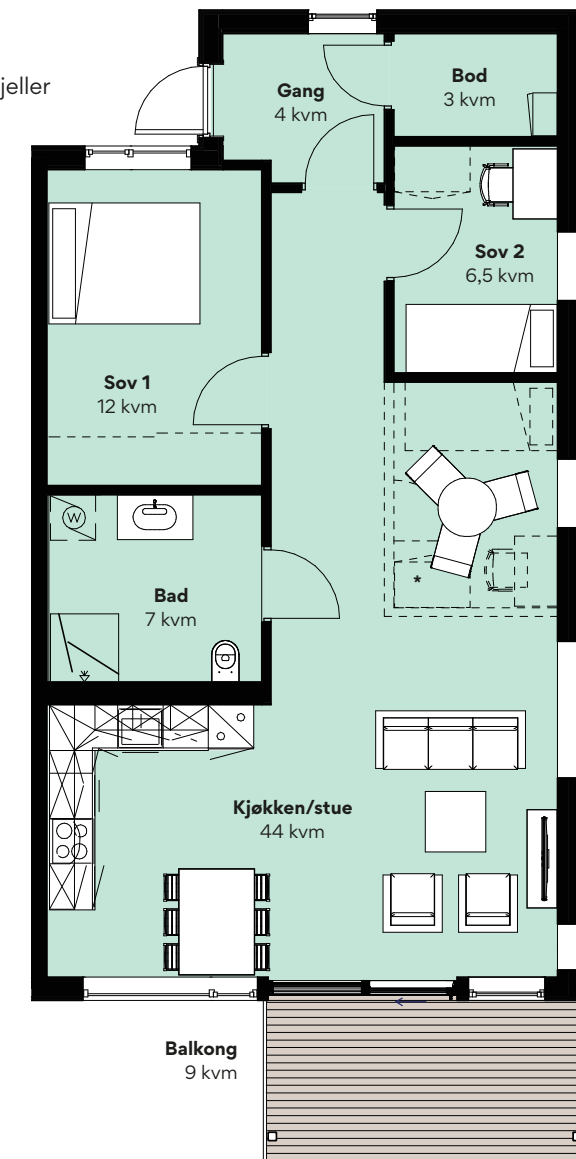 jeller
Gang
4 kvm
Bod
3 kvm
Sov 2
6,5 kvm
Sov 1
12 kvm
W
Bad
7 kvm
*
Kjøkken/stue
44 kvm
Balkong
9 kvm